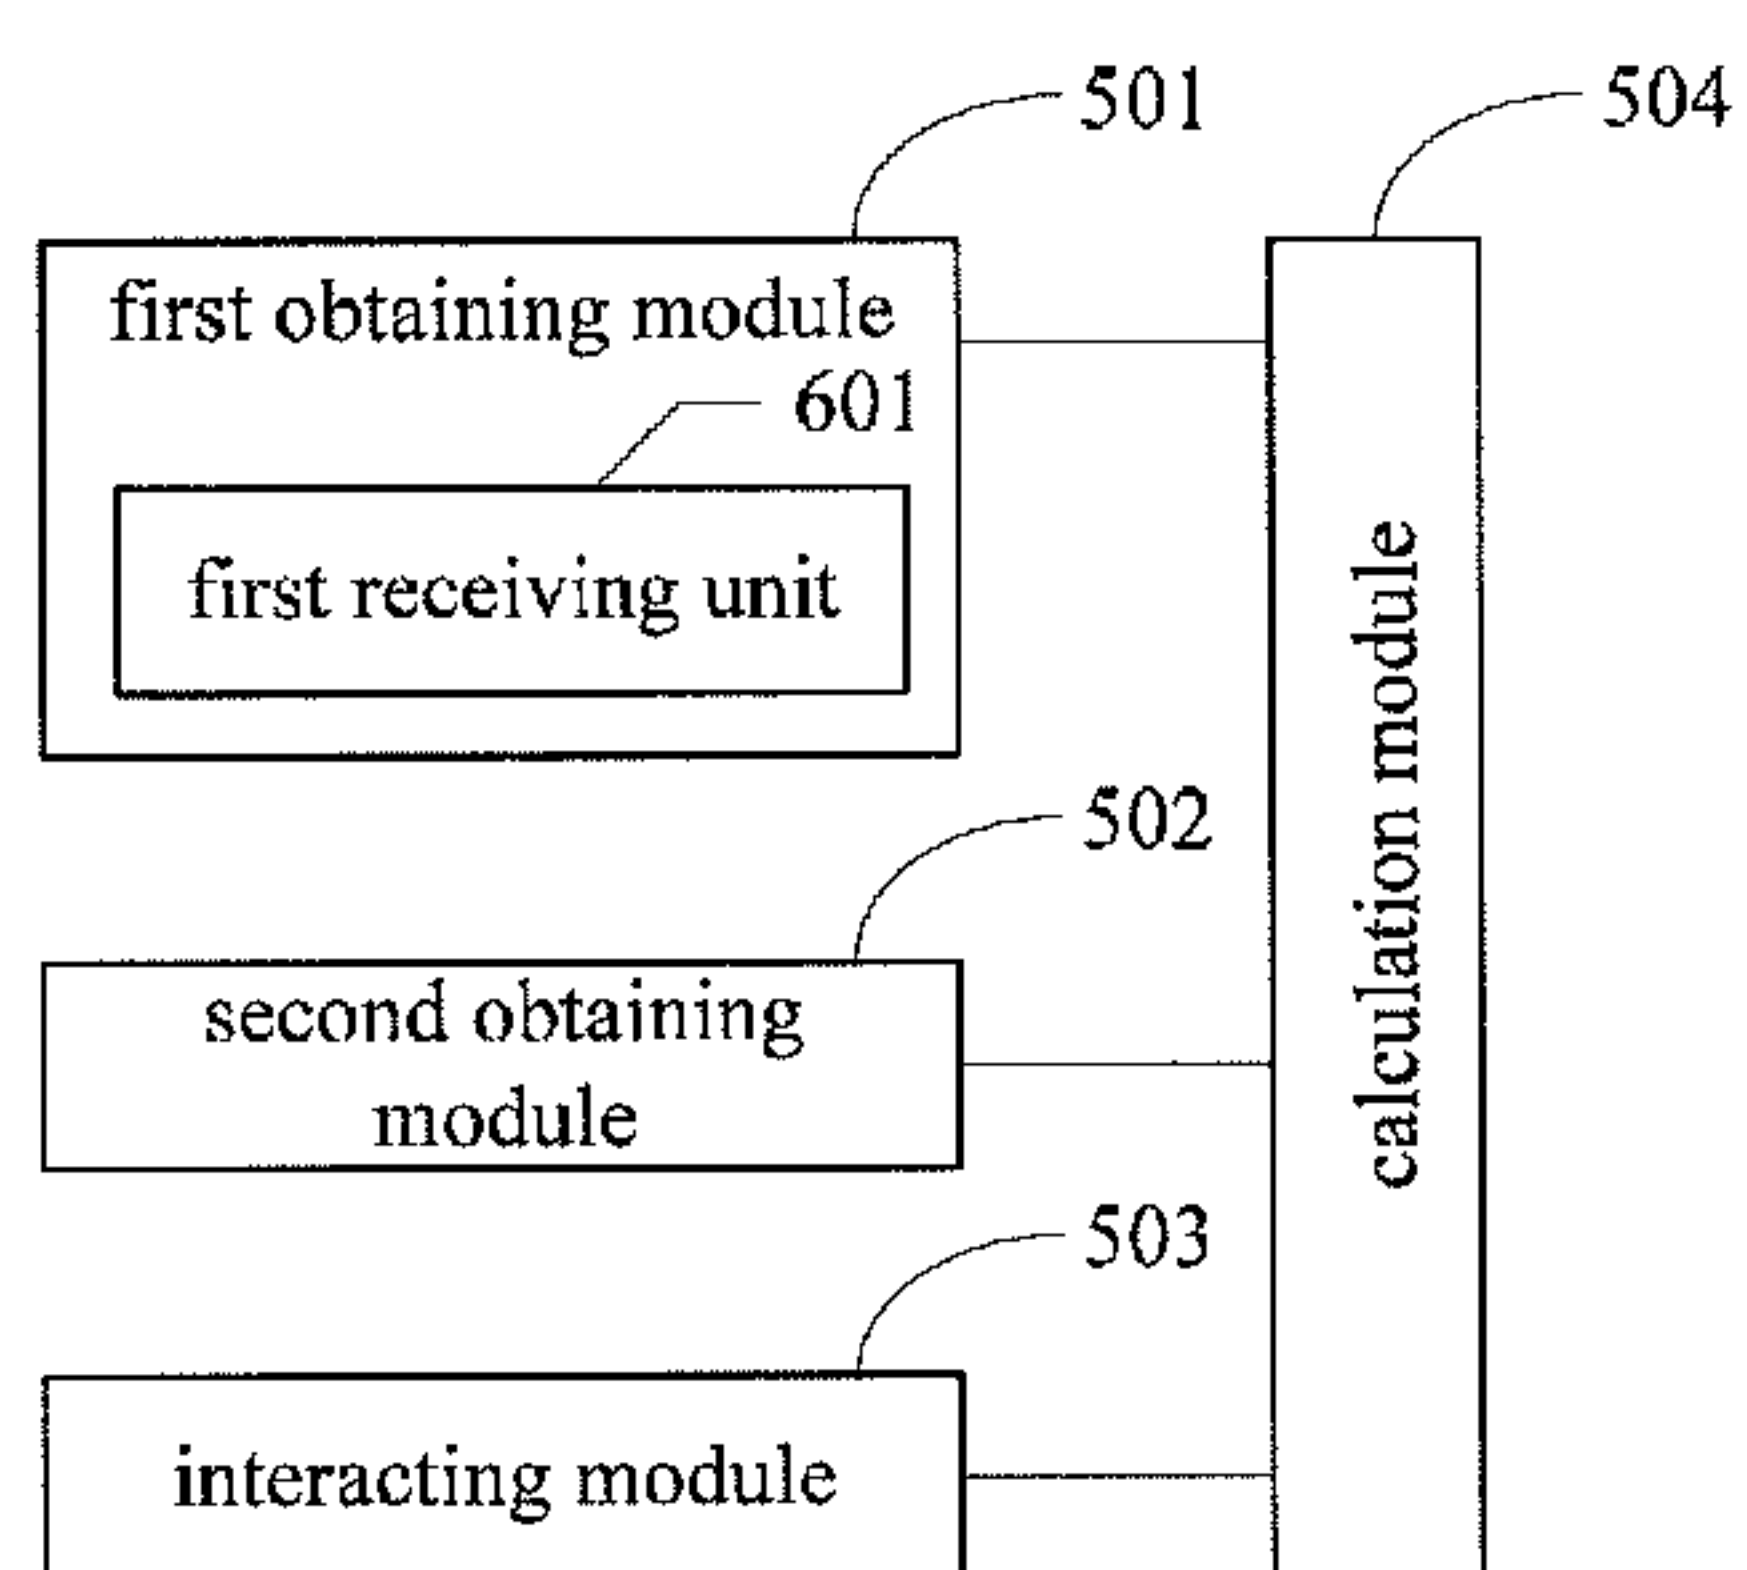 501
504
first obtaining module
601
first receiving unit
calculation module
502
second obtaining
module
503
interacting module